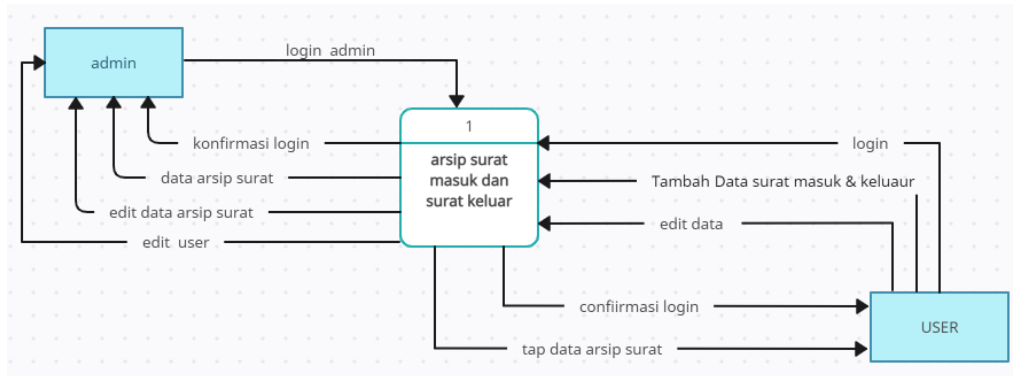 admin
login admin
1
arsip surat
masuk dan
surat keluar
konfirmasi login
data arsip surat
edit data arsip surat
edit user
login
Tambah Data surat masuk & keluaur
edit data
confiirmasi login
tap data arsip surat
USER